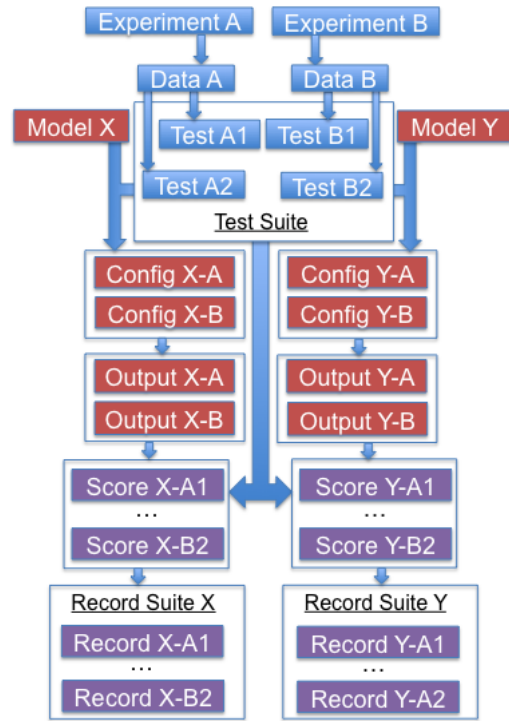 Experiment A
Experiment B
Data A
Data B
Model X
Test A1
Test B1
Model Y
Test A2
Test B2
Test Suite
Config X-A
Config X-B
Config Y-A
Config Y-B
Output X-A
Output X-B
Output Y-A
Output Y-B
Score X-A1
...
Score X-B2
Score Y-A1
...
Score Y-B2
Record Suite X
Record X-A1
...
Record X-B2
Record Suite Y
Record Y-A1
...
Record Y-A2